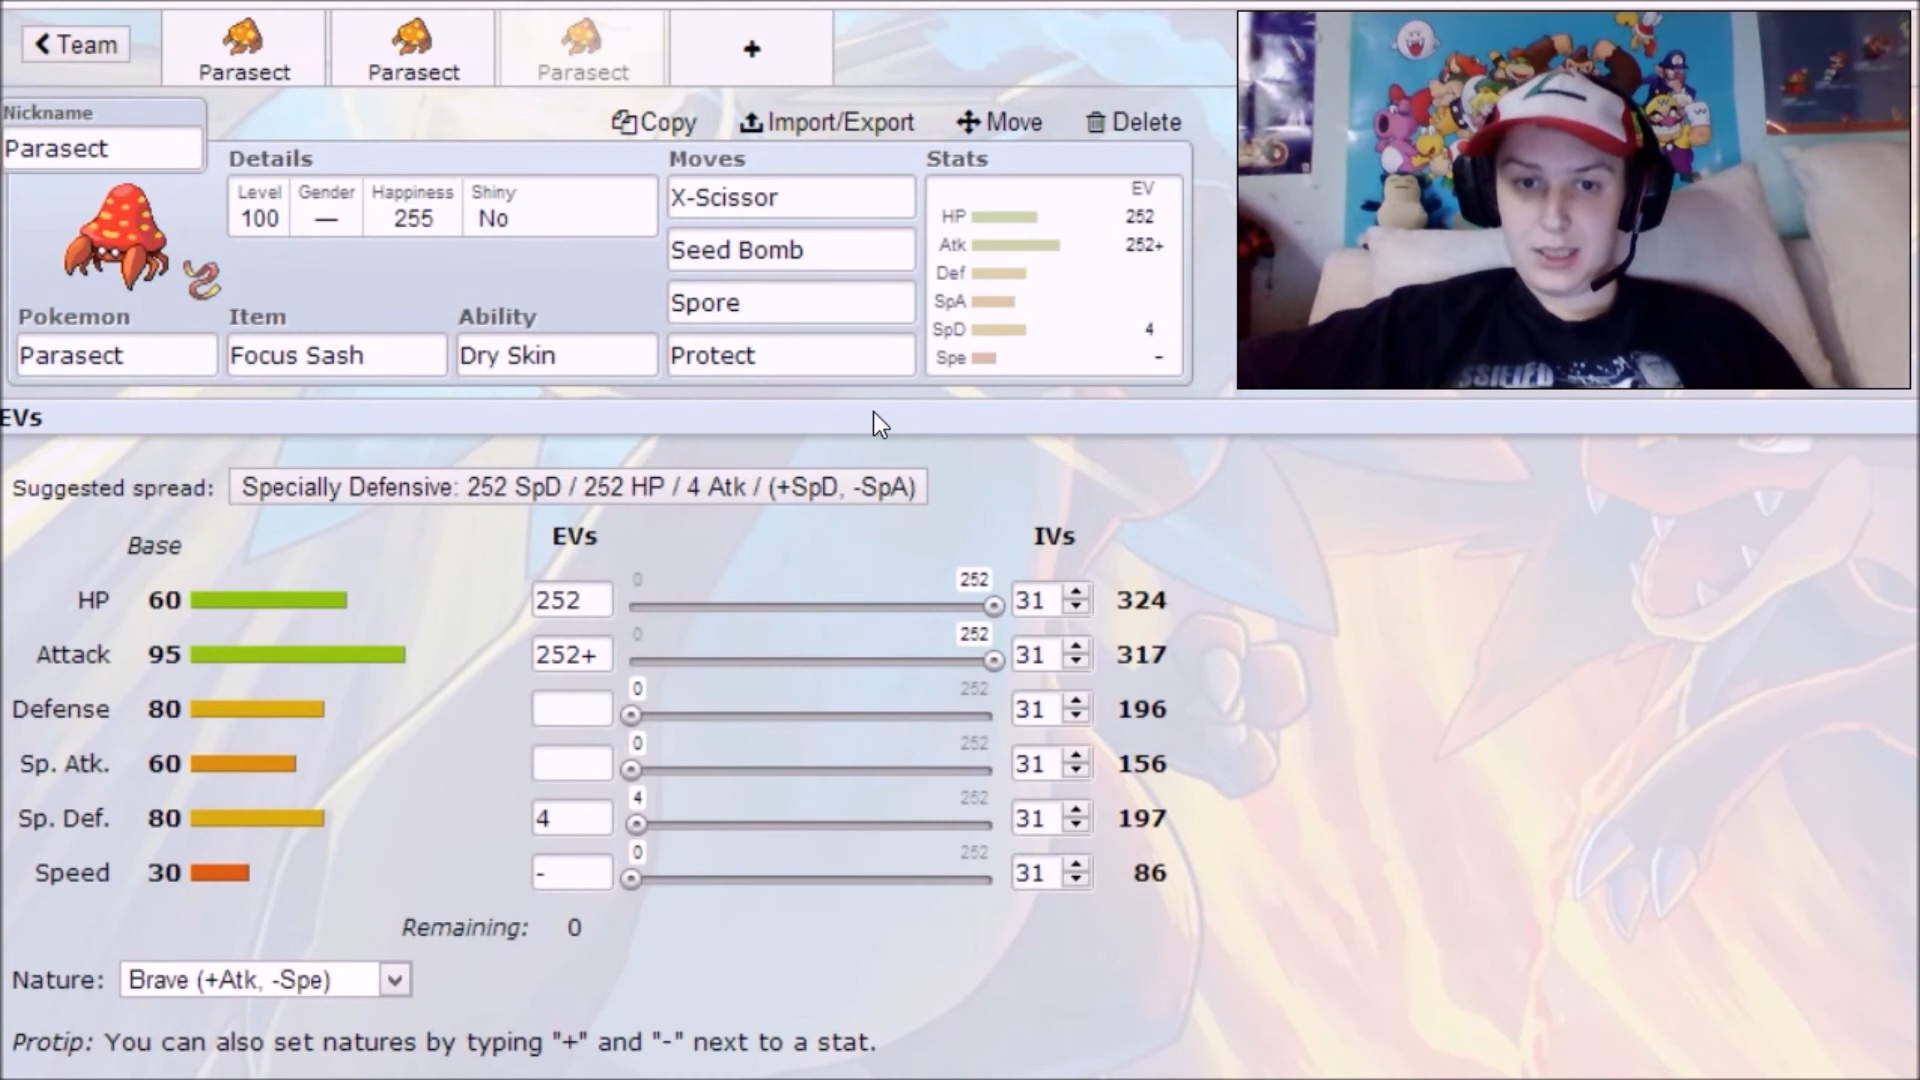 Team
Parasect
Parasect
Parasect
+
Nickname
Parasect
Copy
Import/Export
Move
Delete
Details
Level
100
Gender
—
Happiness
255
Shiny
No
Pokemon
Parasect
Item
Focus Sash
Ability
Dry Skin
Moves
X-Scissor
Seed Bomb
Spore
Protect
Stats
EV
HP 252
Atk 252+
Def
SpA
SpD 4
Spe -
EVs
Suggested spread: Specially Defensive: 252 SpD / 252 HP / 4 Atk / (+SpD, -SpA)
Base EVs IVs
0 252
HP 60 252 31 324
0 252
Attack 95 252+ 31 317
0 252
Defense 80 31 196
0 252
Sp. Atk. 60 31 156
4 252
Sp. Def. 80 4 31 197
0 252
Speed 30 - 31 86
Remaining: 0
Nature: Brave (+Atk, -Spe)
Protip: You can also set natures by typing "+" and "-" next to a stat.